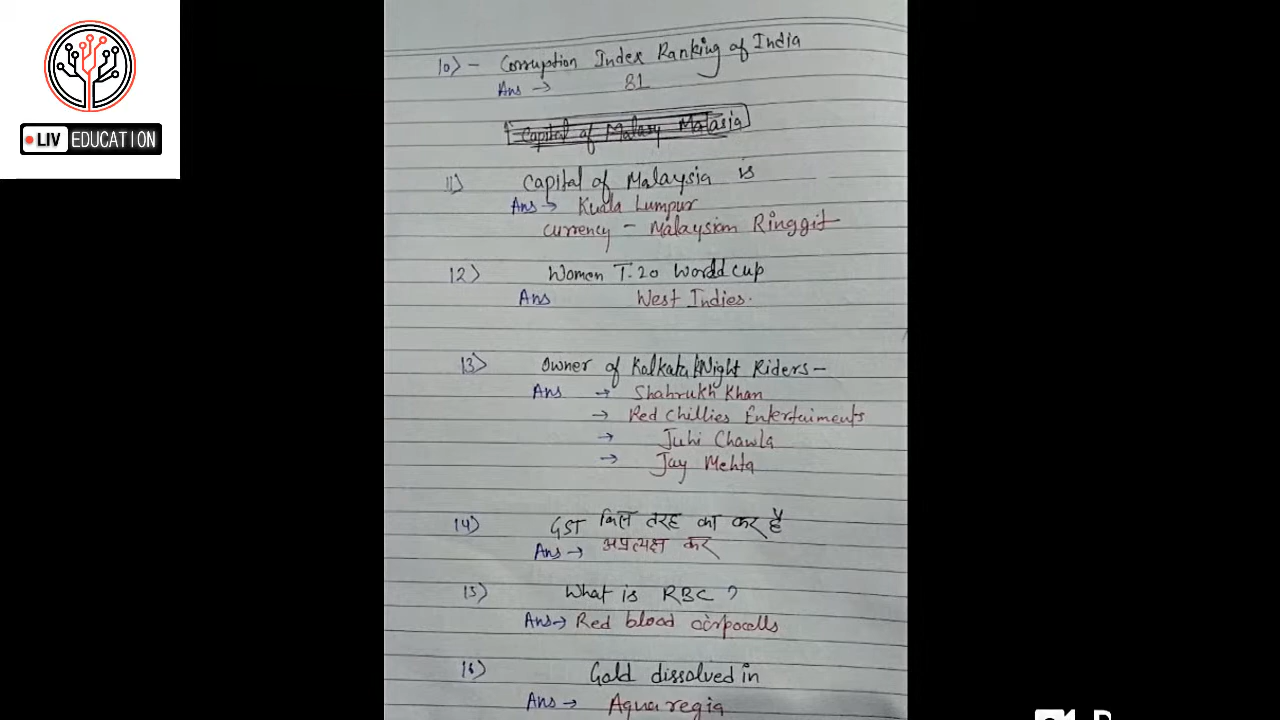 LIV EDUCATION
10) - Corruption Index Ranking of India
Ans → 81
Capital of Malasy Malasia
11) Capital of Malaysia is
Ans → Kuala Lumpur
currency - Malaysian Ringgit
12) Women T.20 World cup
Ans West Indies.
13) Owner of Kolkata Night Riders -
Ans → Shahrukh Khan
→ Red Chillies Entertaiments
→ Juhi Chawla
→ Jay Mehta
14) GST किस तरह का कर है
Ans → अप्रत्यक्ष कर
15) What is RBC ?
Ans → Red blood
16) Gold dissolved in
Ans → Aqua regia